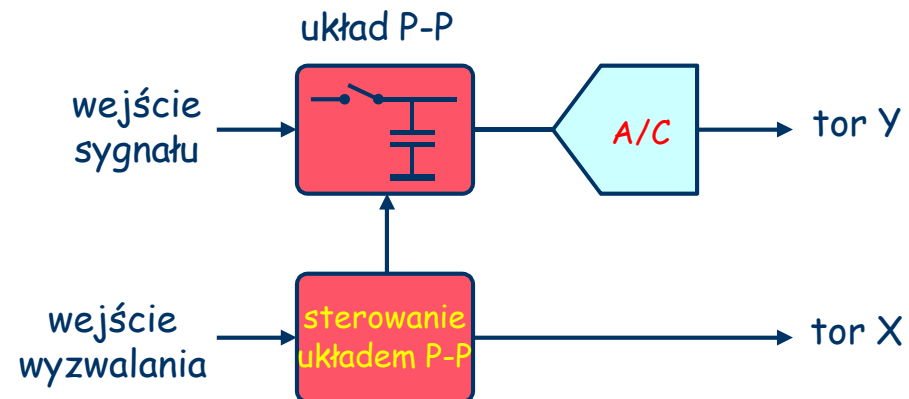 układ P-P
wejście
sygnału
A/C
tor Y
wejście
wyzwalania
sterowanie
układem P-P
tor X